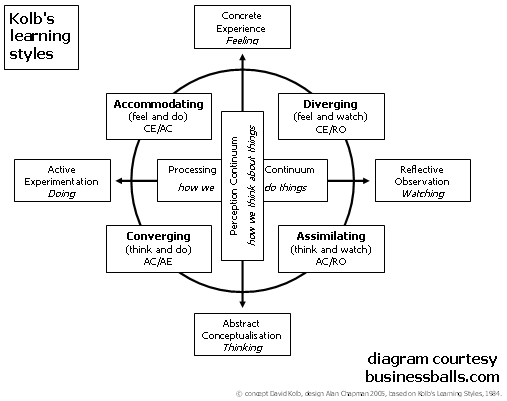 Kolb's
learning
styles
Concrete
Experience
Feeling
Accommodating
(feel and do)
CE/AC
Diverging
(feel and watch)
CE/RO
Perception Continuum
how we think about things
Active
Experimentation
Doing
Processing
how we
Continuum
do things
Reflective
Observation
Watching
Converging
(think and do)
AC/AE
Assimilating
(think and watch)
AC/RO
Abstract
Conceptualisation
Thinking
diagram courtesy
businessballs.com
© concept David Kolb, design Alan Chapman 2005, based on Kolb's Learning Styles, 1984.